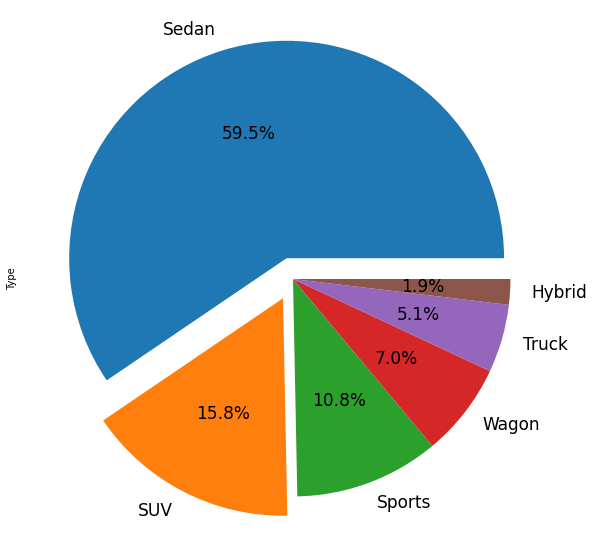 Sedan
59.5%
Type
1.9%
Hybrid
5.1%
Truck
7.0%
15.8%
10.8%
Wagon
Sports
SUV